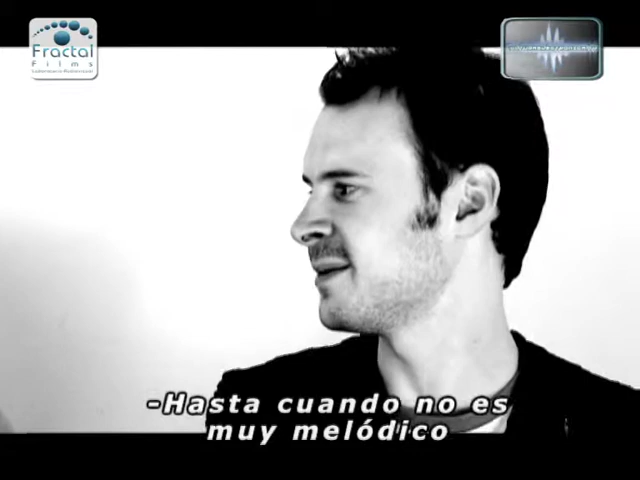 Fractal
Films
-Hasta cuando no es
muy melódico